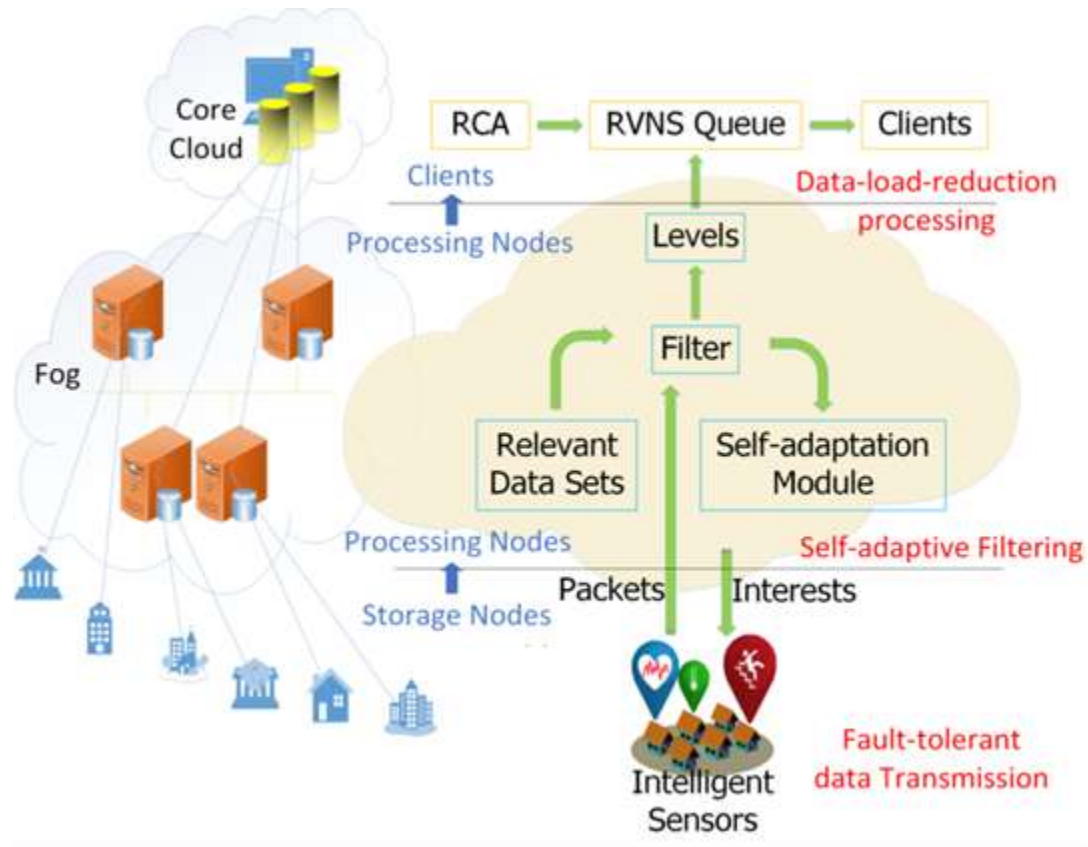 Core
Cloud
RCA
RVNS Queue
Clients
Clients
Data-load-reduction
processing
Processing Nodes
Levels
Filter
Fog
Relevant
Data Sets
Self-adaptation
Module
Processing Nodes
Self-adaptive Filtering
Packets
Interests
Storage Nodes
Fault-tolerant
data Transmission
Intelligent
Sensors